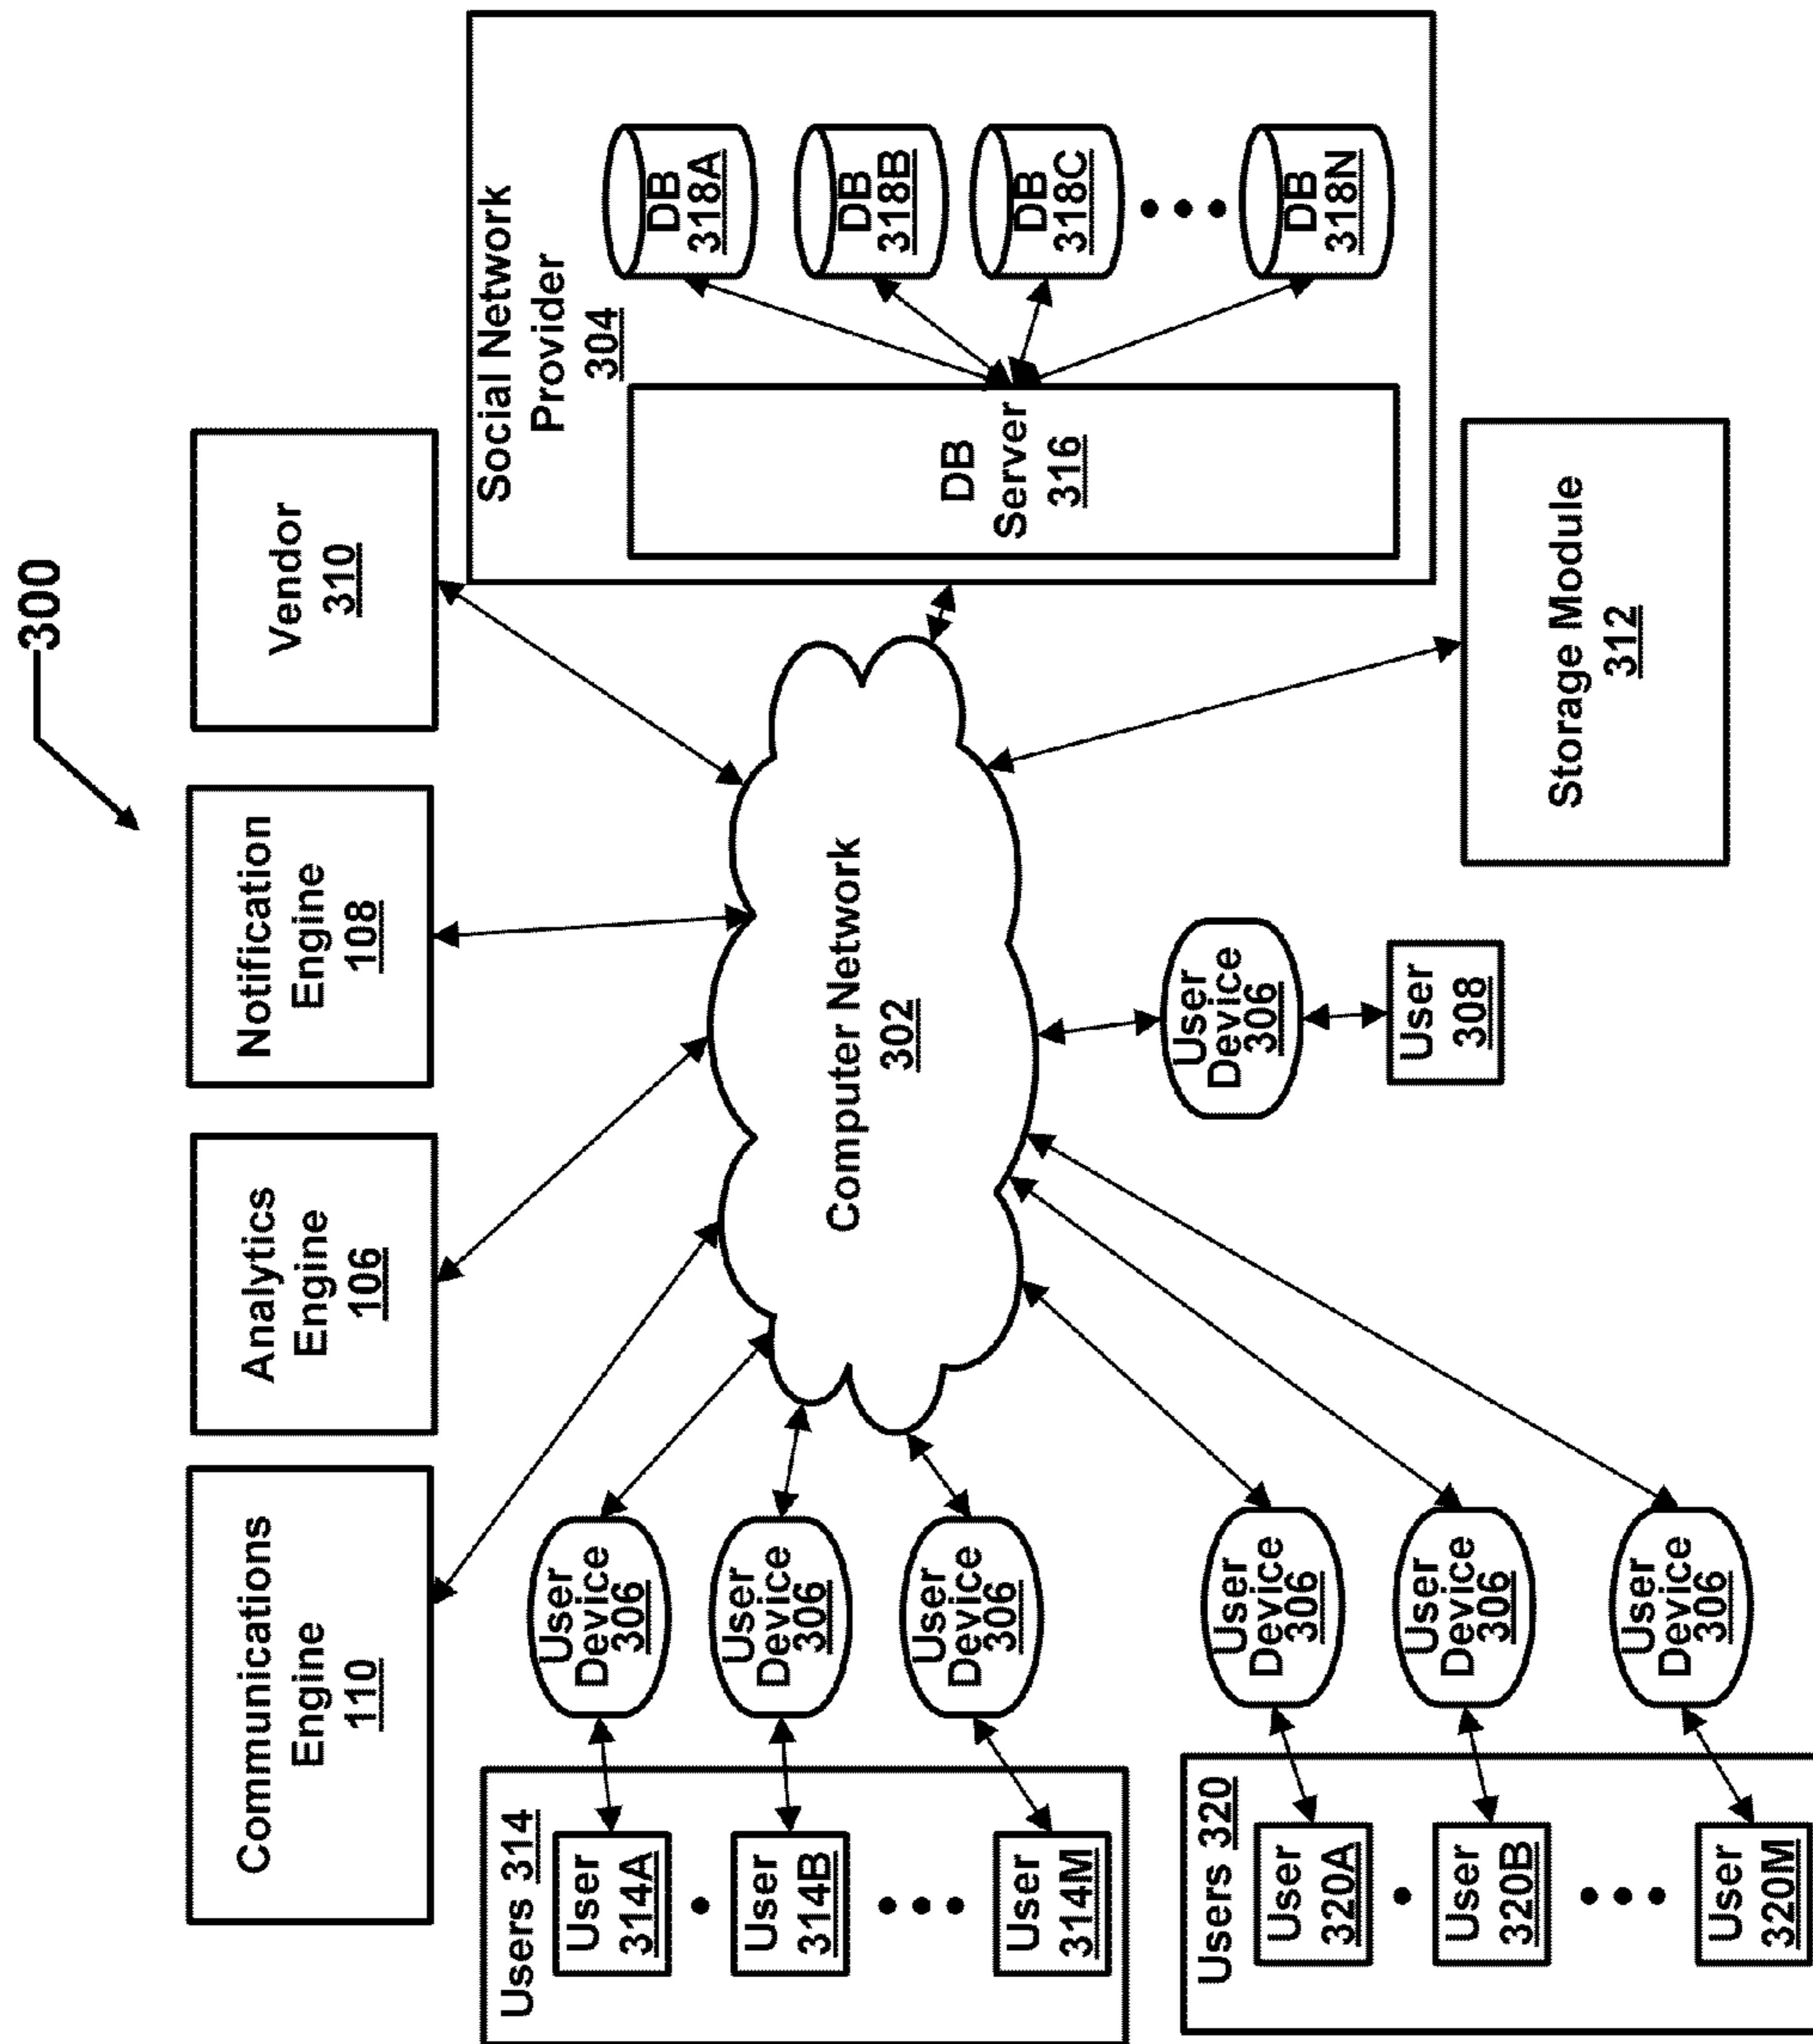 300
Communications
Engine
110
Analytics
Engine
106
Notification
Engine
108
Vendor
310
Users 314
User
314A
User
314B
User
314M
User
Device
306
User
Device
306
User
Device
306
Computer Network
302
Social Network
Provider
304
DB
Server
316
DB
318A
DB
318B
DB
318C
DB
318N
Users 320
User
320A
User
320B
User
320M
User
Device
306
User
Device
306
User
Device
306
User
Device
306
User
308
Storage Module
312